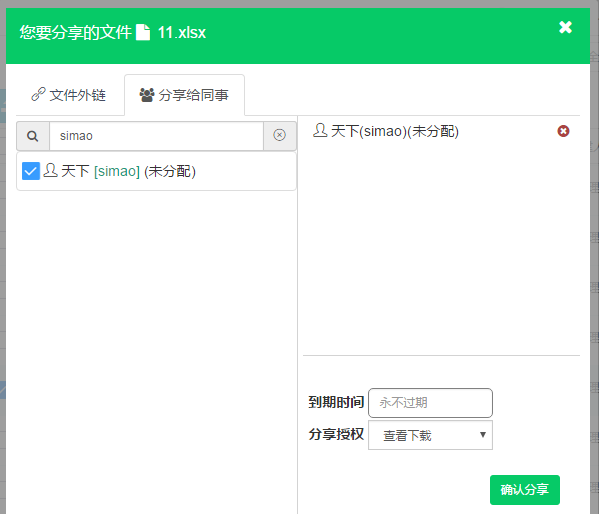 您要分享的文件 11.xlsx
文件外链 分享给同事
simao
天下 [simao] (未分配)
天下(simao)(未分配)
到期时间 永不过期
分享授权 查看下载
确认分享